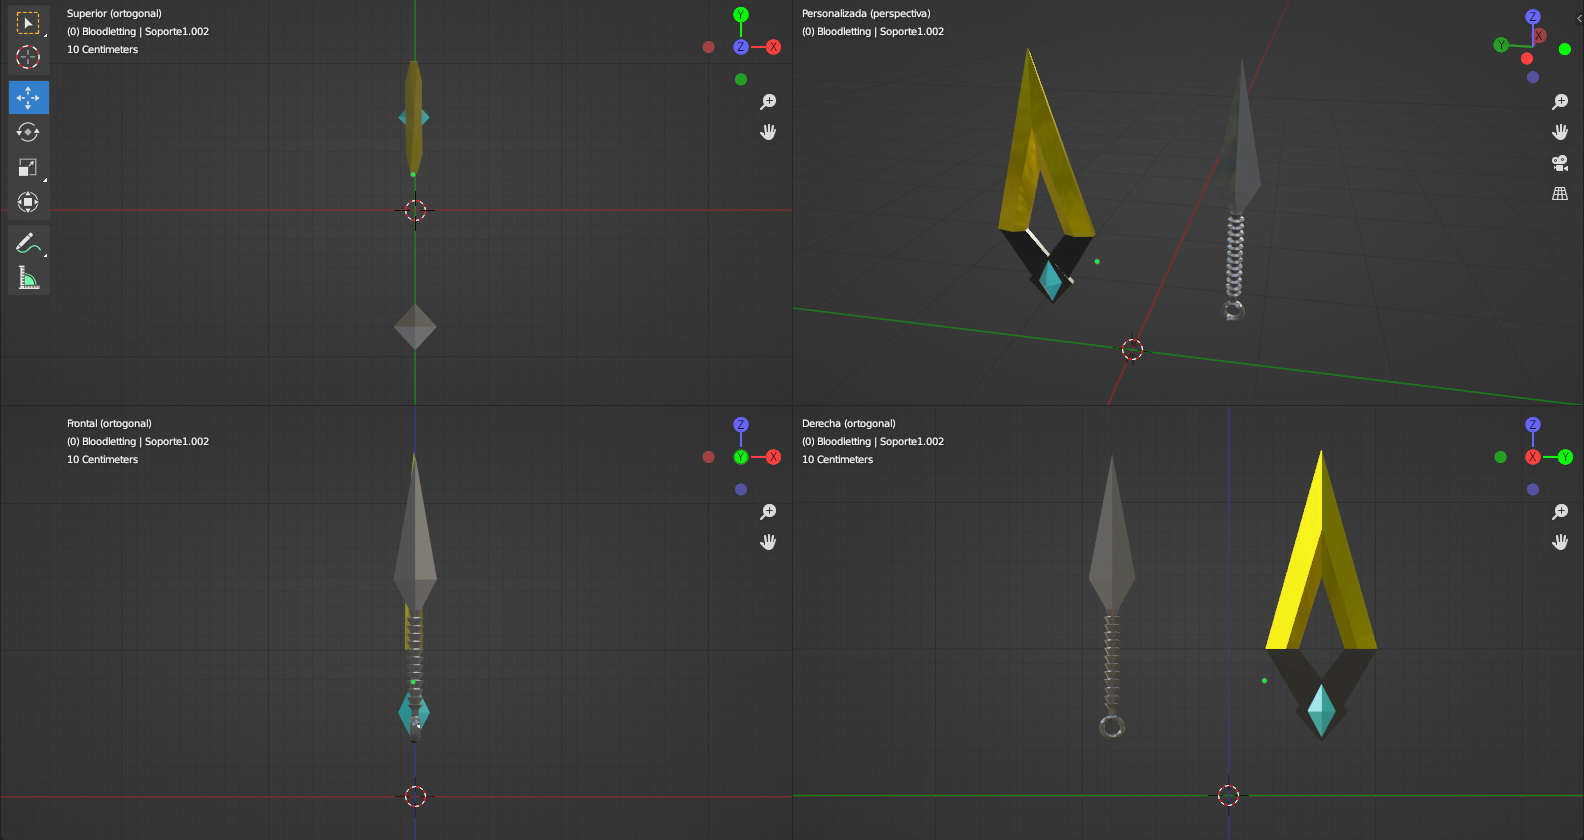 Superior (ortogonal)
(0) Bloodletting | Soporte1.002
10 Centimeters
Y
Z
X
Personalizada (perspectiva)
(0) Bloodletting | Soporte1.002
Z
X
Y
Frontal (ortogonal)
(0) Bloodletting | Soporte1.002
10 Centimeters
Z
Y
X
Derecha (ortogonal)
(0) Bloodletting | Soporte1.002
10 Centimeters
Z
X
Y